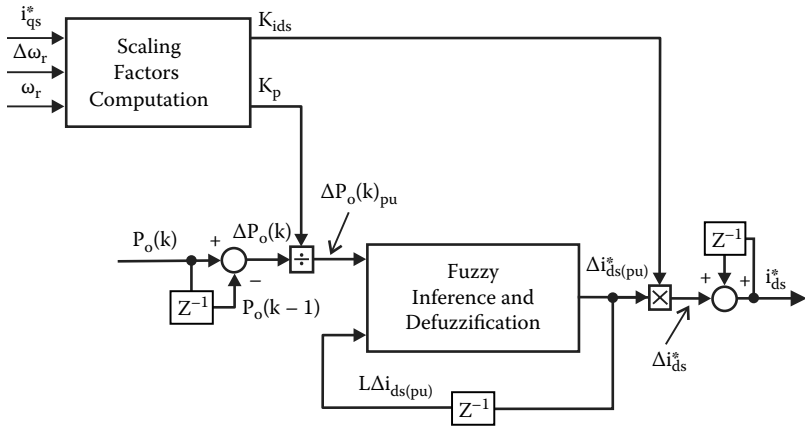 i*qs
Δωr
ωr
Scaling
Factors
Computation
Kids
Kp
ΔPo(k)pu
Po(k)
+
ΔPo(k)
÷
−
Z−1
Po(k − 1)
Fuzzy
Inference and
Defuzzification
Δi*ds(pu)
×
Z−1
+
+
i*ds
Δi*ds
LΔids(pu)
Z−1